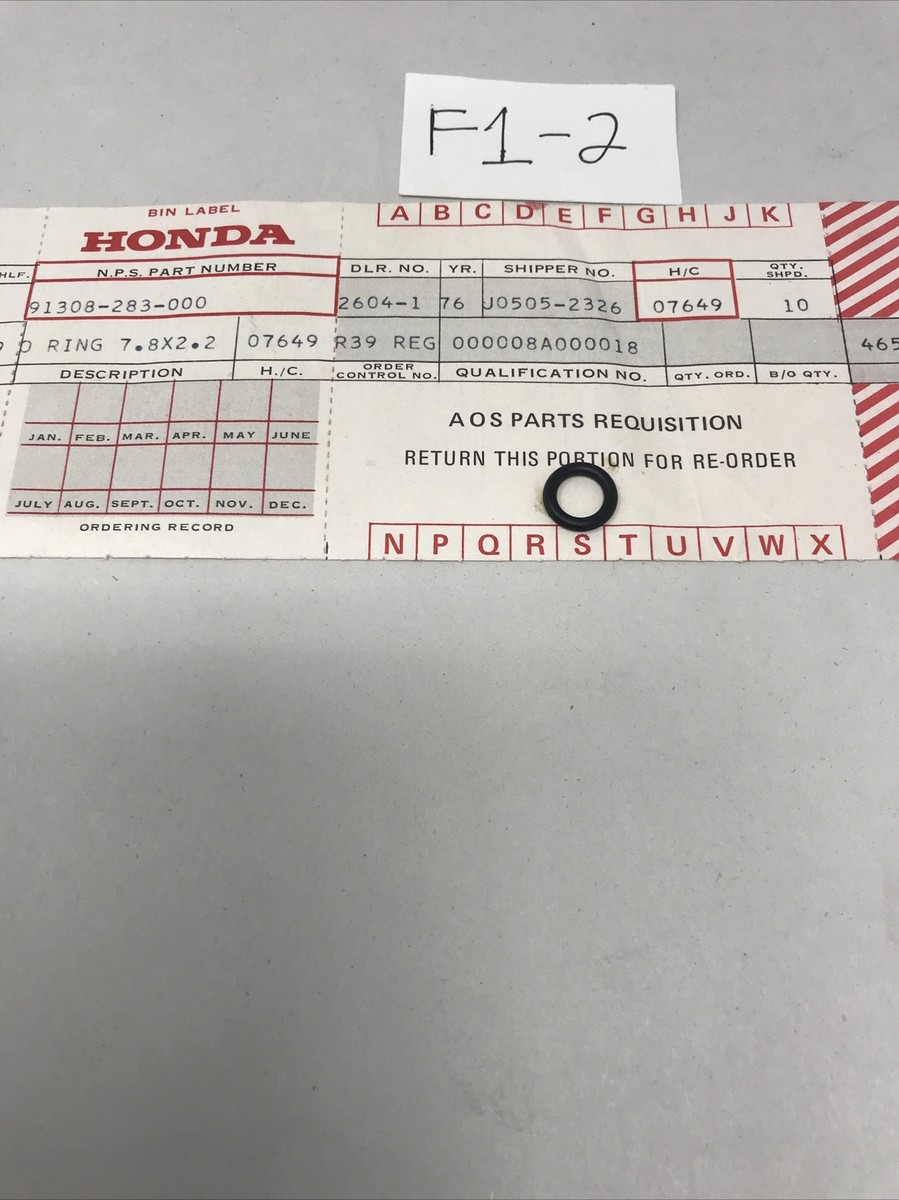 F1-2
BIN LABEL
HONDA
A B C D E F G H J K
HLF. N.P.S. PART NUMBER DLR. NO. YR. SHIPPER NO. H/C QTY. SHPD.
91308-283-000 2604-1 76 J0505-2326 07649 10
O RING 7.8X2.2 07649 R39 REG 000008A000018 465
DESCRIPTION H./C. ORDER CONTROL NO. QUALIFICATION NO. QTY. ORD. B/O QTY.
AOS PARTS REQUISITION
JAN. FEB. MAR. APR. MAY JUNE
RETURN THIS PORTION FOR RE-ORDER
JULY AUG. SEPT. OCT. NOV. DEC.
ORDERING RECORD
N P Q R S T U V W X